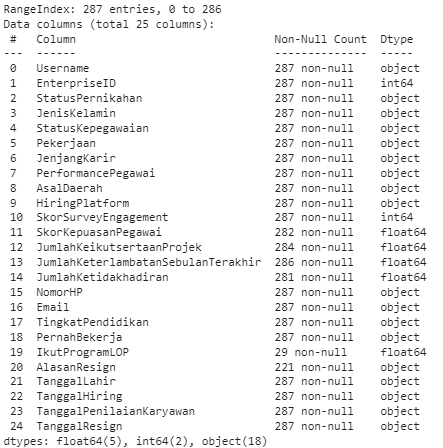 RangeIndex: 287 entries, 0 to 286
Data columns (total 25 columns):
 #   Column                            Non-Null Count  Dtype
---  ------                            --------------  -----
 0   Username                          287 non-null    object
 1   EnterpriseID                      287 non-null    int64
 2   StatusPernikahan                  287 non-null    object
 3   JenisKelamin                      287 non-null    object
 4   StatusKepegawaian                 287 non-null    object
 5   Pekerjaan                         287 non-null    object
 6   JenjangKarir                      287 non-null    object
 7   PerformancePegawai                287 non-null    object
 8   AsalDaerah                        287 non-null    object
 9   HiringPlatform                    287 non-null    object
 10  SkorSurveyEngagement              287 non-null    int64
 11  SkorKepuasanPegawai               282 non-null    float64
 12  JumlahKeikutsertaanProjek         284 non-null    float64
 13  JumlahKeterlambatanSebulanTerakhir  286 non-null    float64
 14  JumlahKetidakhadiran              281 non-null    float64
 15  NomorHP                           287 non-null    object
 16  Email                             287 non-null    object
 17  TingkatPendidikan                 287 non-null    object
 18  PernahBekerja                     287 non-null    object
 19  IkutProgramLOP                    29 non-null     float64
 20  AlasanResign                      221 non-null    object
 21  TanggalLahir                      287 non-null    object
 22  TanggalHiring                     287 non-null    object
 23  TanggalPenilaianKaryawan          287 non-null    object
 24  TanggalResign                     287 non-null    object
dtypes: float64(5), int64(2), object(18)